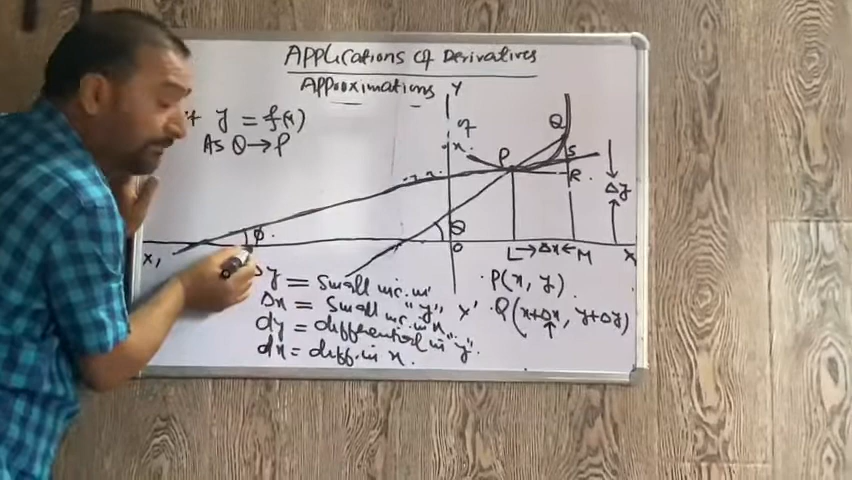 Applications of Derivatives
Approximations
y = f(x)
As Q→P
Y
Q
P
S
R
Δy
φ
θ
O
L→Δx←M
X
X,
Δy = Small inc. in "y"
Δx = Small inc. in x
dy = differential in "y".
dx = diff. in x.
x'
P(x, y)
Q(x+Δx, y+Δy)